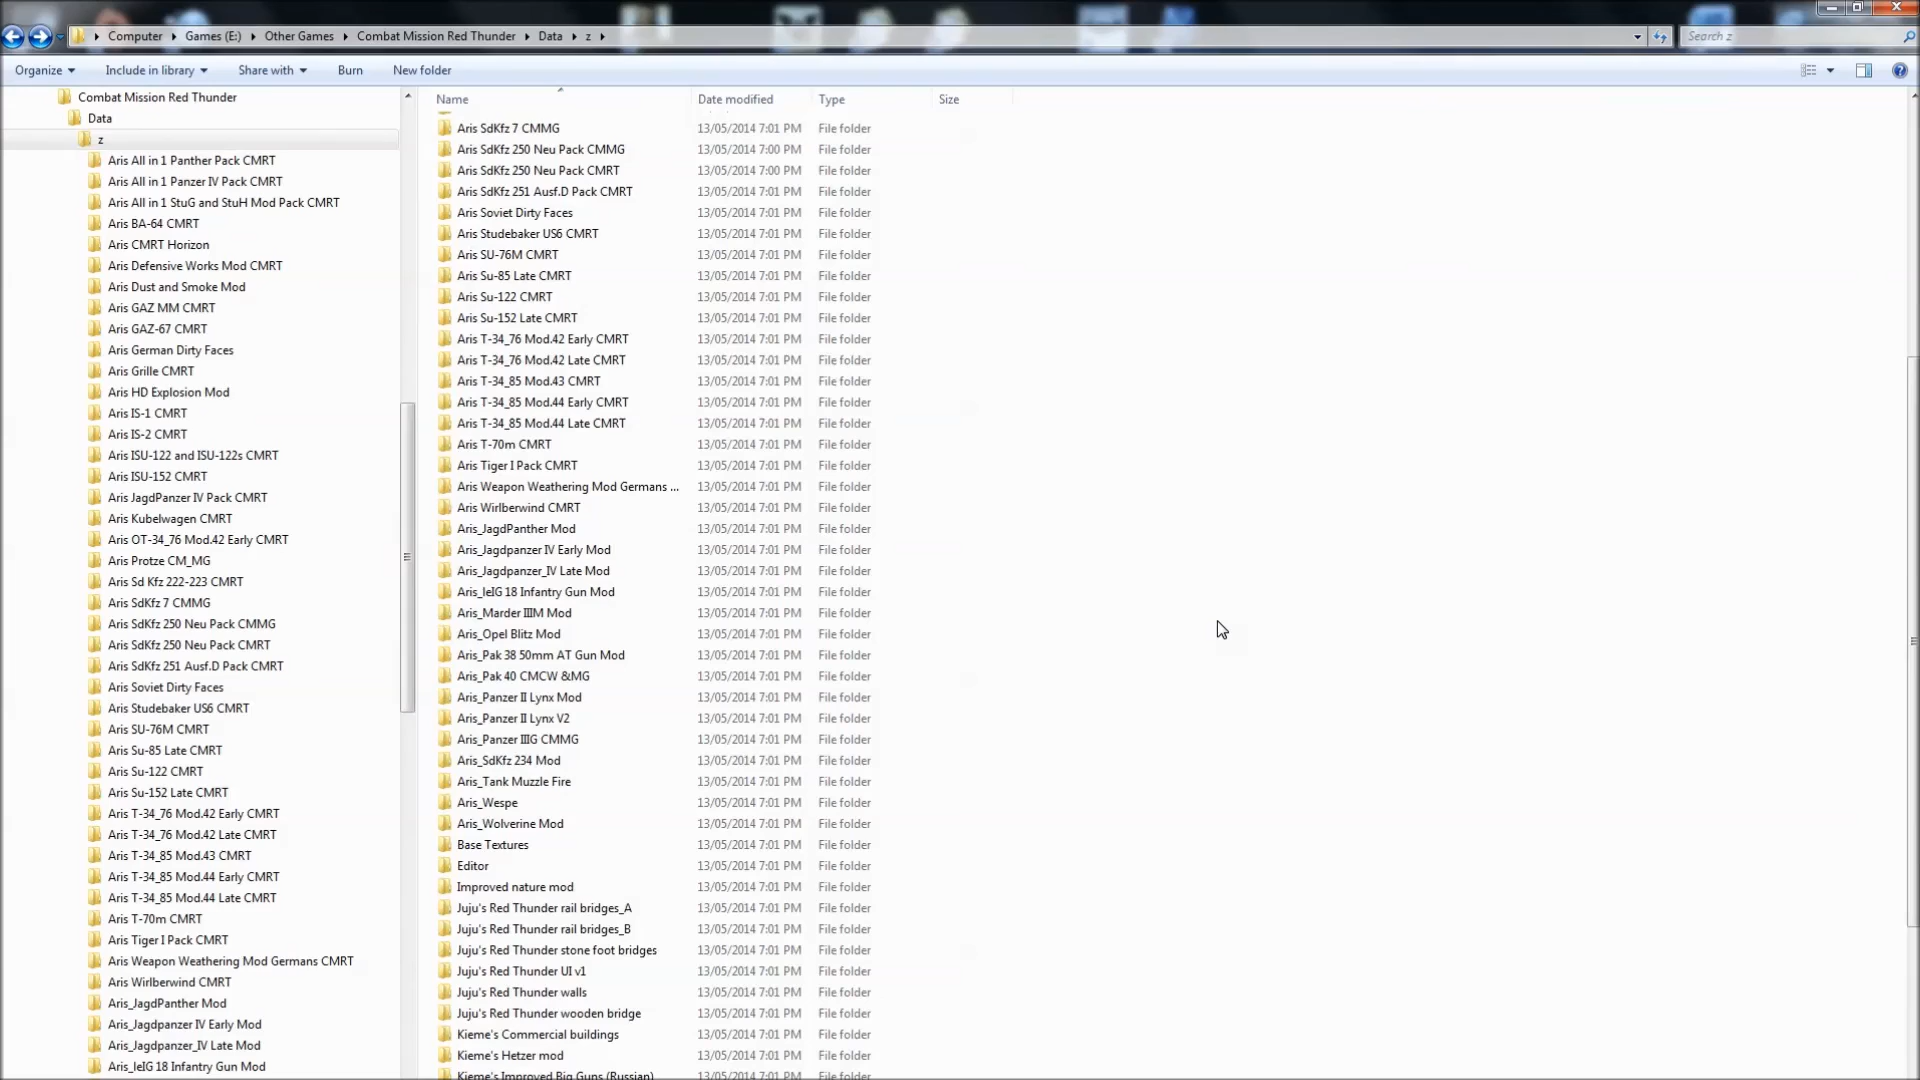 Computer Games (E:) Other Games Combat Mission Red Thunder Data z
Search z
Organize Include in library Share with Burn New folder
Combat Mission Red Thunder
Data
z
Aris All in 1 Panther Pack CMRT
Aris All in 1 Panzer IV Pack CMRT
Aris All in 1 StuG and StuH Mod Pack CMRT
Aris BA-64 CMRT
Aris CMRT Horizon
Aris Defensive Works Mod CMRT
Aris Dust and Smoke Mod
Aris GAZ MM CMRT
Aris GAZ-67 CMRT
Aris German Dirty Faces
Aris Grille CMRT
Aris HD Explosion Mod
Aris IS-1 CMRT
Aris IS-2 CMRT
Aris ISU-122 and ISU-122s CMRT
Aris ISU-152 CMRT
Aris JagdPanzer IV Pack CMRT
Aris Kubelwagen CMRT
Aris OT-34_76 Mod.42 Early CMRT
Aris Protze CM_MG
Aris Sd Kfz 222-223 CMRT
Aris SdKfz 7 CMMG
Aris SdKfz 250 Neu Pack CMMG
Aris SdKfz 250 Neu Pack CMRT
Aris SdKfz 251 Ausf.D Pack CMRT
Aris Soviet Dirty Faces
Aris Studebaker US6 CMRT
Aris SU-76M CMRT
Aris Su-85 Late CMRT
Aris Su-122 CMRT
Aris Su-152 Late CMRT
Aris T-34_76 Mod.42 Early CMRT
Aris T-34_76 Mod.42 Late CMRT
Aris T-34_85 Mod.43 CMRT
Aris T-34_85 Mod.44 Early CMRT
Aris T-34_85 Mod.44 Late CMRT
Aris T-70m CMRT
Aris Tiger I Pack CMRT
Aris Weapon Weathering Mod Germans CMRT
Aris Wirlberwind CMRT
Aris_JagdPanther Mod
Aris_Jagdpanzer IV Early Mod
Aris_Jagdpanzer_IV Late Mod
Aris_leIG 18 Infantry Gun Mod
Name Date modified Type Size
Aris SdKfz 7 CMMG 13/05/2014 7:01 PM File folder
Aris SdKfz 250 Neu Pack CMMG 13/05/2014 7:00 PM File folder
Aris SdKfz 250 Neu Pack CMRT 13/05/2014 7:00 PM File folder
Aris SdKfz 251 Ausf.D Pack CMRT 13/05/2014 7:01 PM File folder
Aris Soviet Dirty Faces 13/05/2014 7:01 PM File folder
Aris Studebaker US6 CMRT 13/05/2014 7:01 PM File folder
Aris SU-76M CMRT 13/05/2014 7:01 PM File folder
Aris Su-85 Late CMRT 13/05/2014 7:01 PM File folder
Aris Su-122 CMRT 13/05/2014 7:01 PM File folder
Aris Su-152 Late CMRT 13/05/2014 7:01 PM File folder
Aris T-34_76 Mod.42 Early CMRT 13/05/2014 7:01 PM File folder
Aris T-34_76 Mod.42 Late CMRT 13/05/2014 7:01 PM File folder
Aris T-34_85 Mod.43 CMRT 13/05/2014 7:01 PM File folder
Aris T-34_85 Mod.44 Early CMRT 13/05/2014 7:01 PM File folder
Aris T-34_85 Mod.44 Late CMRT 13/05/2014 7:01 PM File folder
Aris T-70m CMRT 13/05/2014 7:01 PM File folder
Aris Tiger I Pack CMRT 13/05/2014 7:01 PM File folder
Aris Weapon Weathering Mod Germans ... 13/05/2014 7:01 PM File folder
Aris Wirlberwind CMRT 13/05/2014 7:01 PM File folder
Aris_JagdPanther Mod 13/05/2014 7:01 PM File folder
Aris_Jagdpanzer IV Early Mod 13/05/2014 7:01 PM File folder
Aris_Jagdpanzer_IV Late Mod 13/05/2014 7:01 PM File folder
Aris_leIG 18 Infantry Gun Mod 13/05/2014 7:01 PM File folder
Aris_Marder IIIM Mod 13/05/2014 7:01 PM File folder
Aris_Opel Blitz Mod 13/05/2014 7:01 PM File folder
Aris_Pak 38 50mm AT Gun Mod 13/05/2014 7:01 PM File folder
Aris_Pak 40 CMCW &MG 13/05/2014 7:01 PM File folder
Aris_Panzer II Lynx Mod 13/05/2014 7:01 PM File folder
Aris_Panzer II Lynx V2 13/05/2014 7:01 PM File folder
Aris_Panzer IIIG CMMG 13/05/2014 7:01 PM File folder
Aris_SdKfz 234 Mod 13/05/2014 7:01 PM File folder
Aris_Tank Muzzle Fire 13/05/2014 7:01 PM File folder
Aris_Wespe 13/05/2014 7:01 PM File folder
Aris_Wolverine Mod 13/05/2014 7:01 PM File folder
Base Textures 13/05/2014 7:01 PM File folder
Editor 13/05/2014 7:01 PM File folder
Improved nature mod 13/05/2014 7:01 PM File folder
Juju's Red Thunder rail bridges_A 13/05/2014 7:01 PM File folder
Juju's Red Thunder rail bridges_B 13/05/2014 7:01 PM File folder
Juju's Red Thunder stone foot bridges 13/05/2014 7:01 PM File folder
Juju's Red Thunder UI v1 13/05/2014 7:01 PM File folder
Juju's Red Thunder walls 13/05/2014 7:01 PM File folder
Juju's Red Thunder wooden bridge 13/05/2014 7:01 PM File folder
Kieme's Commercial buildings 13/05/2014 7:01 PM File folder
Kieme's Hetzer mod 13/05/2014 7:01 PM File folder
Kieme's Improved Big Guns (Russian) 13/05/2014 7:01 PM File folder